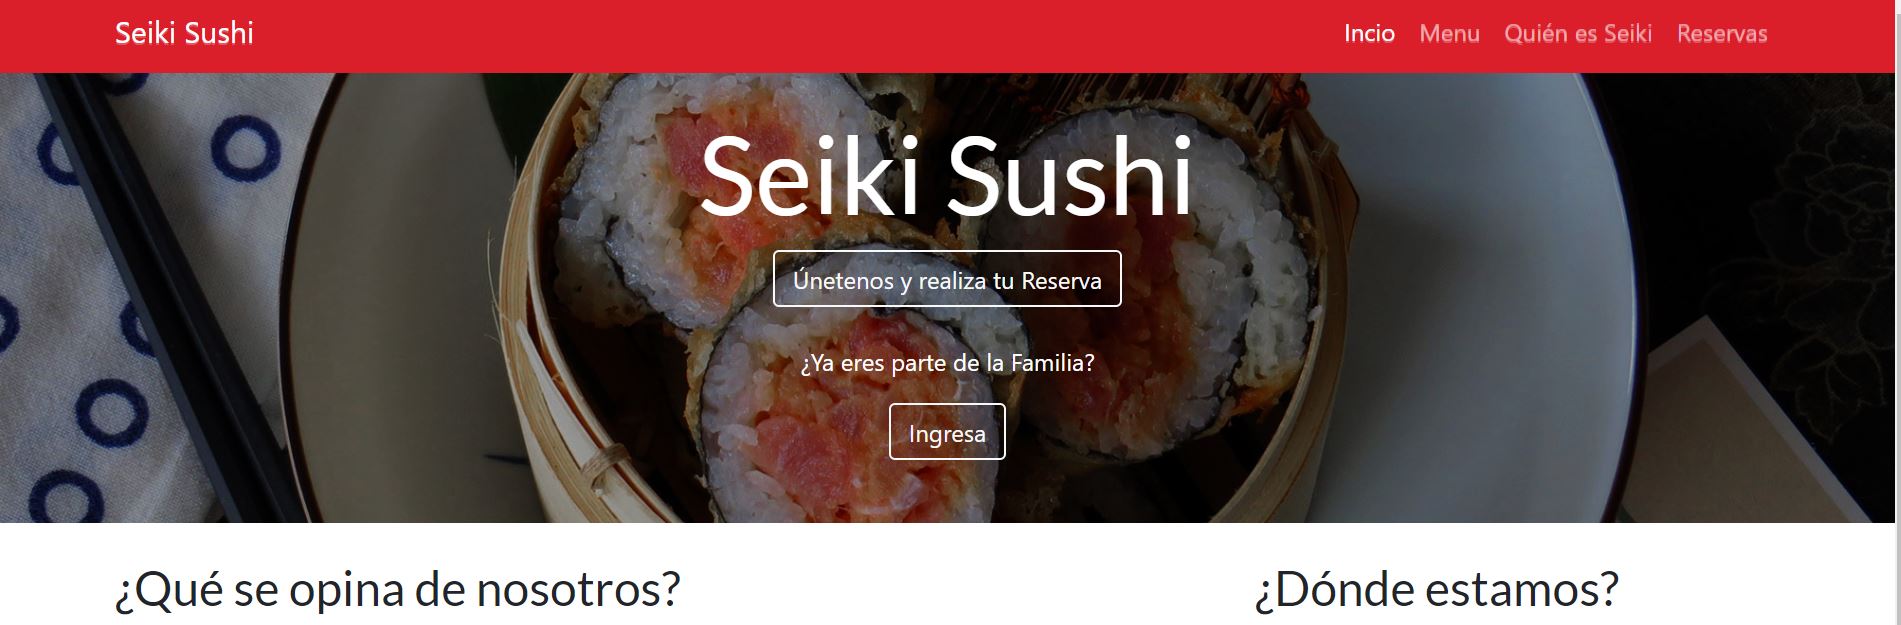 Seiki Sushi
Incio Menu Quién es Seiki Reservas
Seiki Sushi
Únetenos y realiza tu Reserva
¿Ya eres parte de la Familia?
Ingresa
¿Qué se opina de nosotros?
¿Dónde estamos?